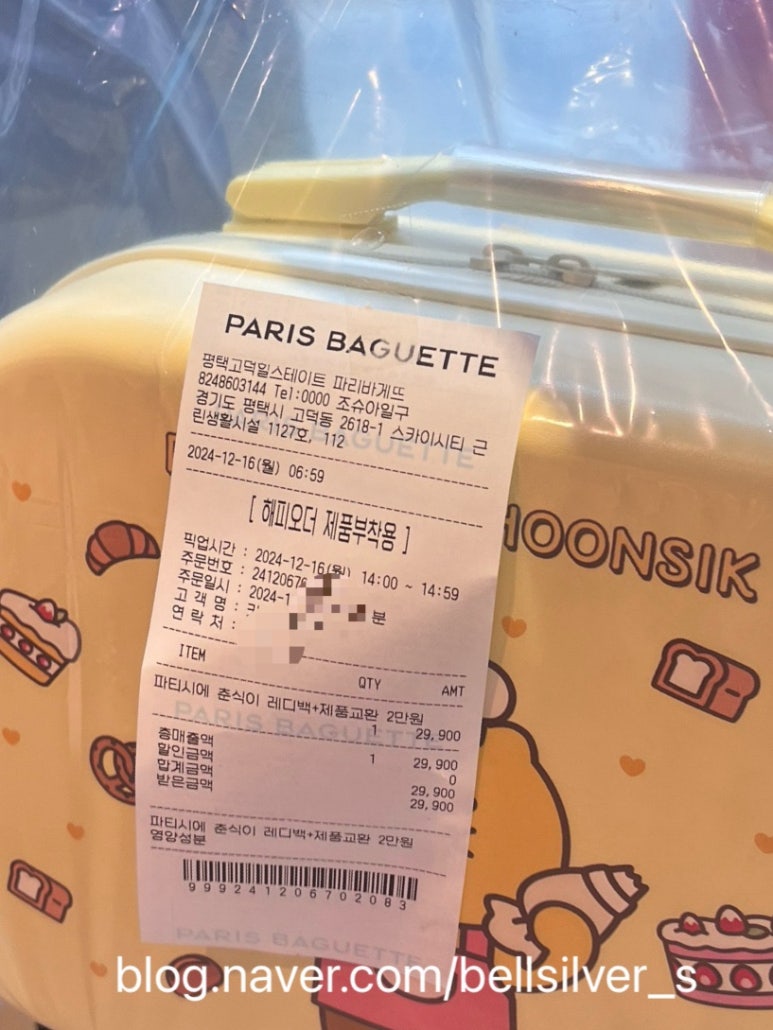 PARIS BAGUETTE
평택고덕힐스테이트 파리바게뜨
8248603144 Tel:0000 조슈아일구
경기도 평택시 고덕동 2618-1 스카이시티 근
린생활시설 1127호, 112
2024-12-16(월) 06:59
[ 해피오더 제품부착용 ]
픽업시간 : 2024-12-16(월) 14:00 ~ 14:59
주문번호 : 2412067
주문일시 : 2024-1
고 객 명 : 분
연 락 처 :
ITEM QTY AMT
파티시에 춘식이 레디백+제품교환 2만원
1 29,900
총매출액 1 29,900
할인금액 0
합계금액 29,900
받은금액 29,900
파티시에 춘식이 레디백+제품교환 2만원
영양성분
999241206702083
PARIS BAGUETTE
PARIS BAGUETTE
PARIS BAGUETTE
HOONSIK
blog.naver.com/bellsilver_s